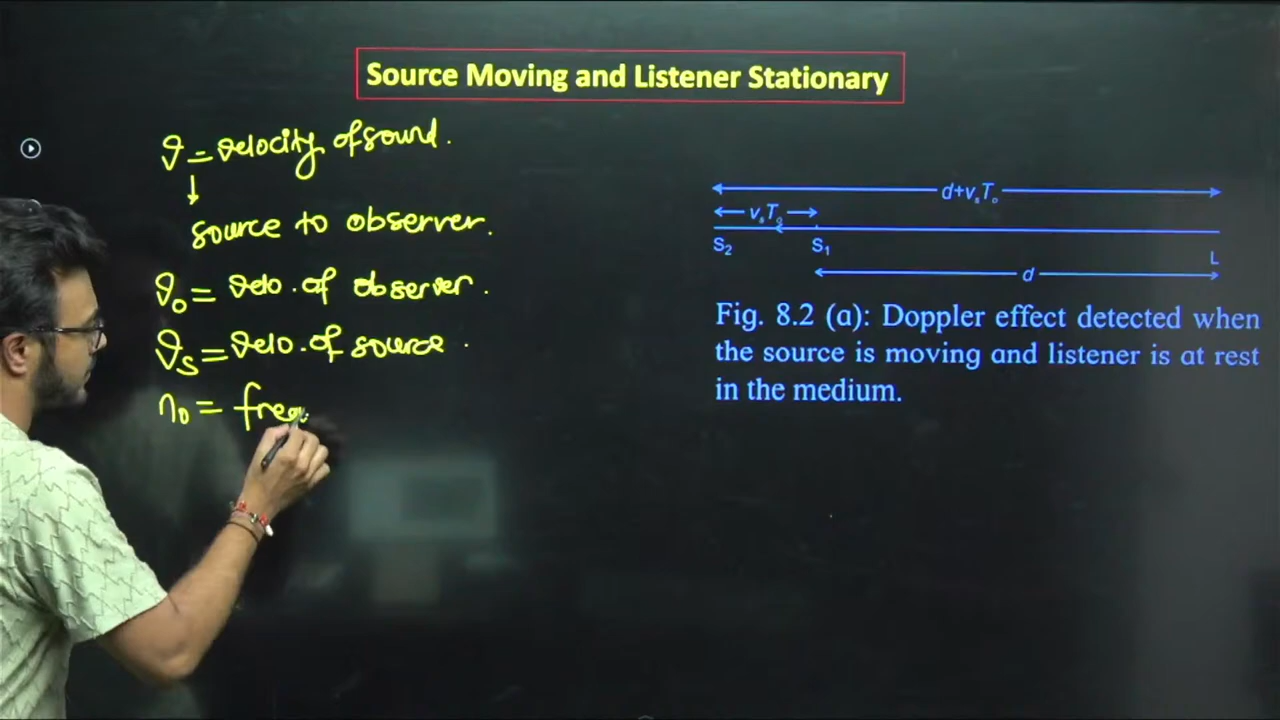 Source Moving and Listener Stationary
v = velocity of sound.
↓
source to observer.
v₀ = velo. of observer.
vₛ = velo. of source.
n₀ = freq
d+vₛT₀
vₛT₀
S₂ S₁ L
d
Fig. 8.2 (a): Doppler effect detected when
the source is moving and listener is at rest
in the medium.